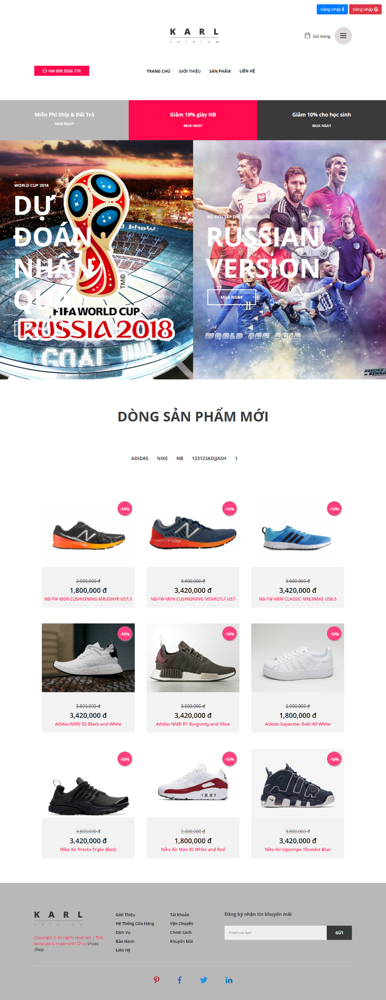 Đăng nhập
Đăng nhập
KARL
FASHION
Giỏ Hàng
+84 090 3556 778
TRANG CHỦ
GIỚI THIỆU
SẢN PHẨM
LIÊN HỆ
Miễn Phí Ship & Đổi Trả
MUA NGAY
Giảm 10% giày NB
MUA NGAY
Giảm 10% cho học sinh
MUA NGAY
WORLD CUP 2018
DỰ
ĐOÁN
NHẬN
QUÀ
TM©
FIFA WORLD CUP
RUSSIA 2018
GOAL
BỘ SƯU TẬP THỂ THAO
RUSSIAN
VERSION
MUA NGAY
WORLD CUP 2018
DÒNG SẢN PHẨM MỚI
ADIDAS
NIKE
NB
123123ADJJASH
1
-10%
-10%
-10%
2,000,000 đ
1,800,000 đ
NB FW MEN CUSHIONING MRUSHYR US7.5
3,800,000 đ
3,420,000 đ
NB FW MEN CUSHIONING MSVRCFLF US7
3,800,000 đ
3,420,000 đ
NB FW MEN CLASSIC MRL996KE US8.5
-10%
-10%
-10%
3,800,000 đ
3,420,000 đ
Adidas NMD R2 Black and White
3,800,000 đ
3,420,000 đ
Adidas NMD R1 Burgundy and Olive
2,000,000 đ
1,800,000 đ
Adidas Superstar Bold All White
-10%
-10%
-10%
3,800,000 đ
3,420,000 đ
Nike Air Presto Triple Black
2,000,000 đ
1,800,000 đ
Nike Air Max 90 White and Red
3,800,000 đ
3,420,000 đ
Nike Air Uptempo Thunder Blue
KARL
FASHION
Copyright © All rights reserved | This
template is made with ♡ by Shoes
Shop
Giới Thiệu
Hệ Thống Cửa Hàng
Dịch Vụ
Bảo Hành
Liên Hệ
Tài Khoản
Vận Chuyển
Chính Sách
Khuyến Mãi
Đăng ký nhận tin khuyến mãi
Email của bạn
GỬI